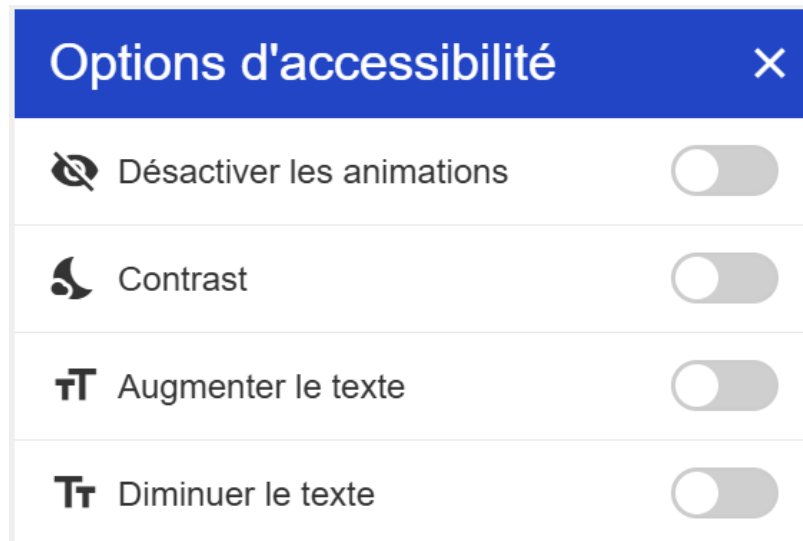 Options d'accessibilité
Désactiver les animations
Contrast
Augmenter le texte
Diminuer le texte